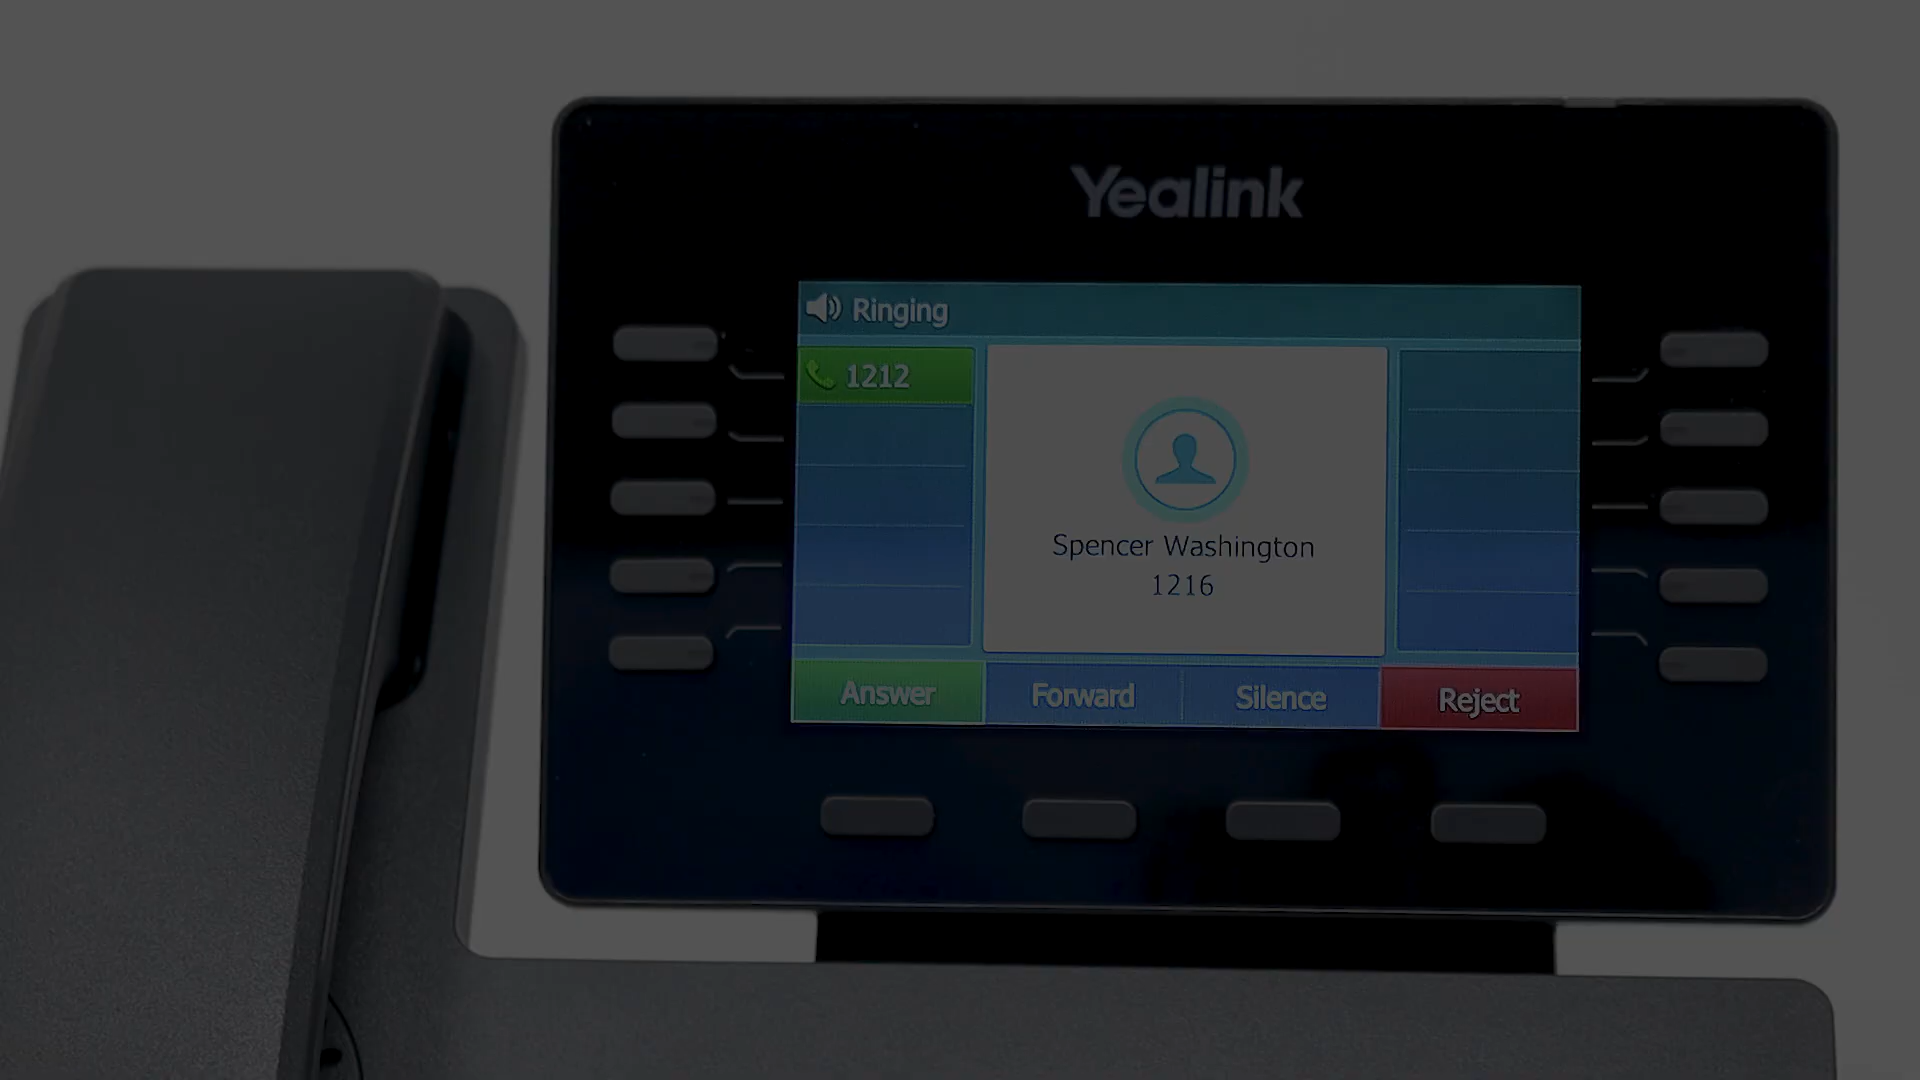 Yealink
Ringing
1212
Spencer Washington
1216
Answer
Forward
Silence
Reject